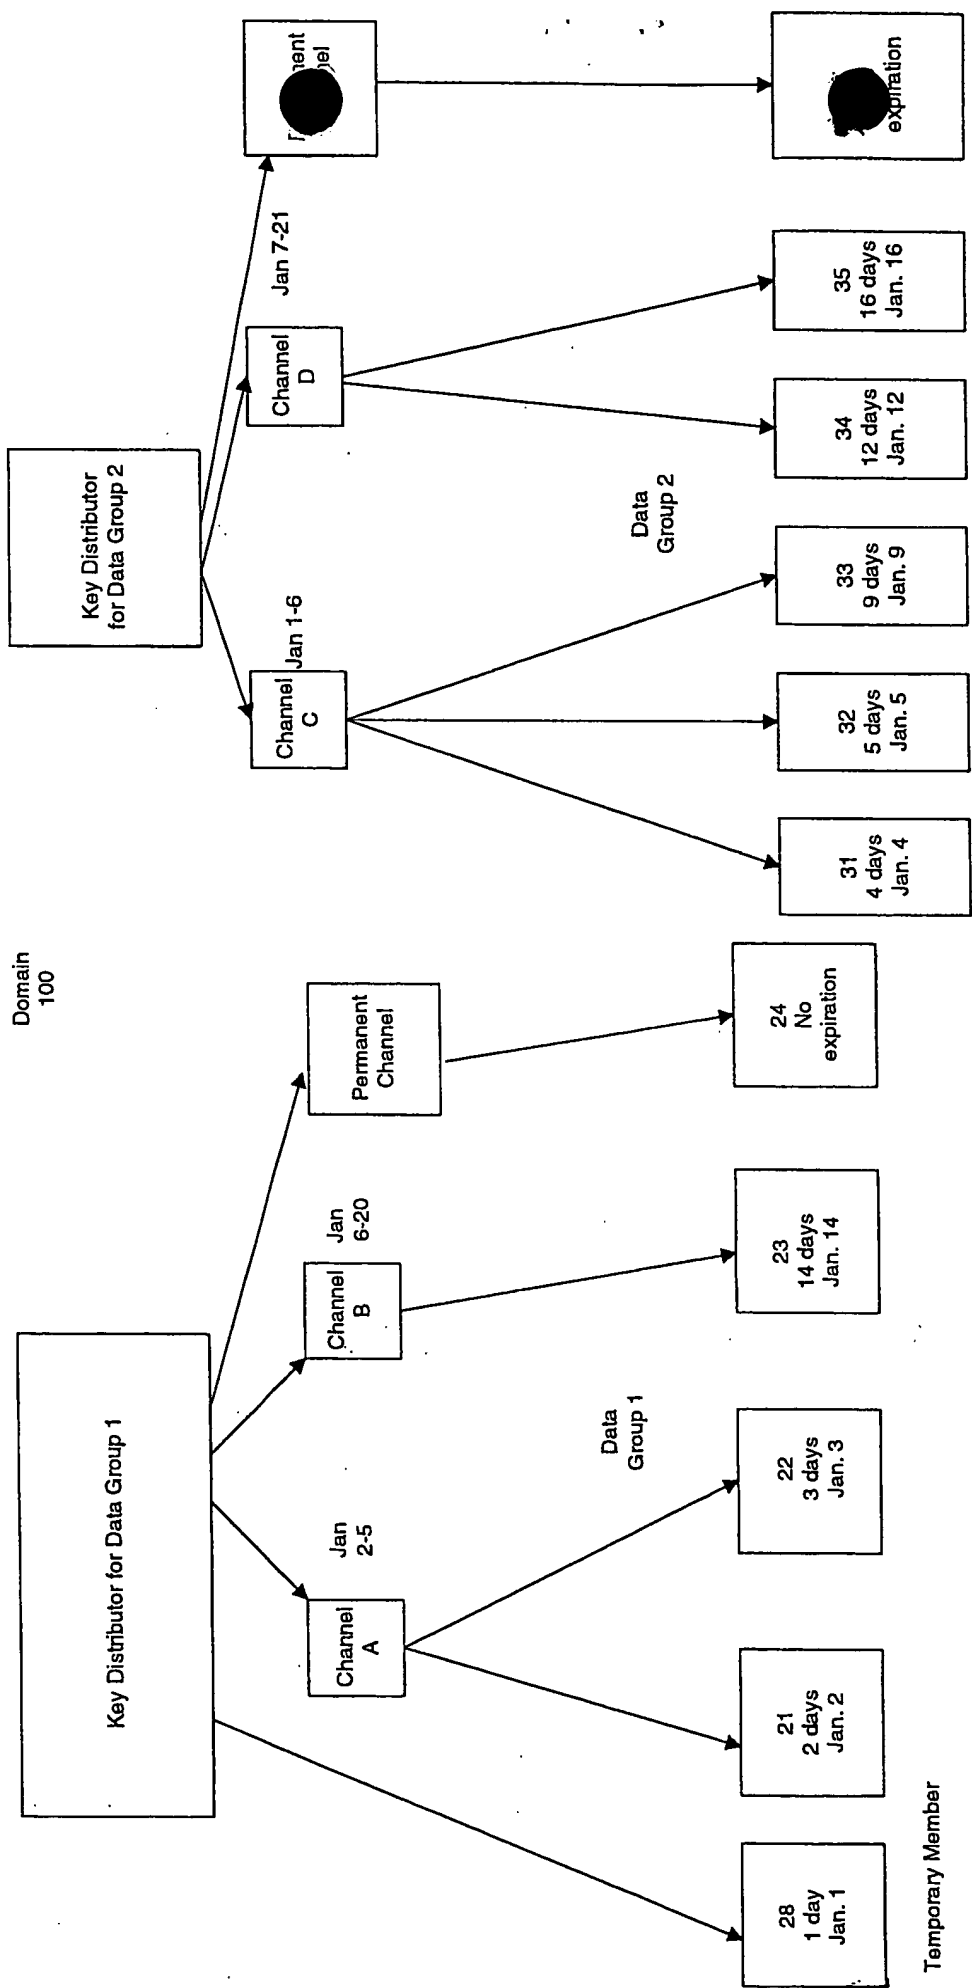 Domain
100
Key Distributor for Data Group 1
Channel
A
Jan
2-5
Channel
B
Jan
6-20
Permanent
Channel
Data
Group 1
28
1 day
Jan. 1
21
2 days
Jan. 2
22
3 days
Jan. 3
23
14 days
Jan. 14
24
No
expiration
Temporary Member
Key Distributor
for Data Group 2
Channel
C
Jan 1-6
Channel
D
Jan 7-21
Data
Group 2
31
4 days
Jan. 4
32
5 days
Jan. 5
33
9 days
Jan. 9
34
12 days
Jan. 12
35
16 days
Jan. 16
expiration